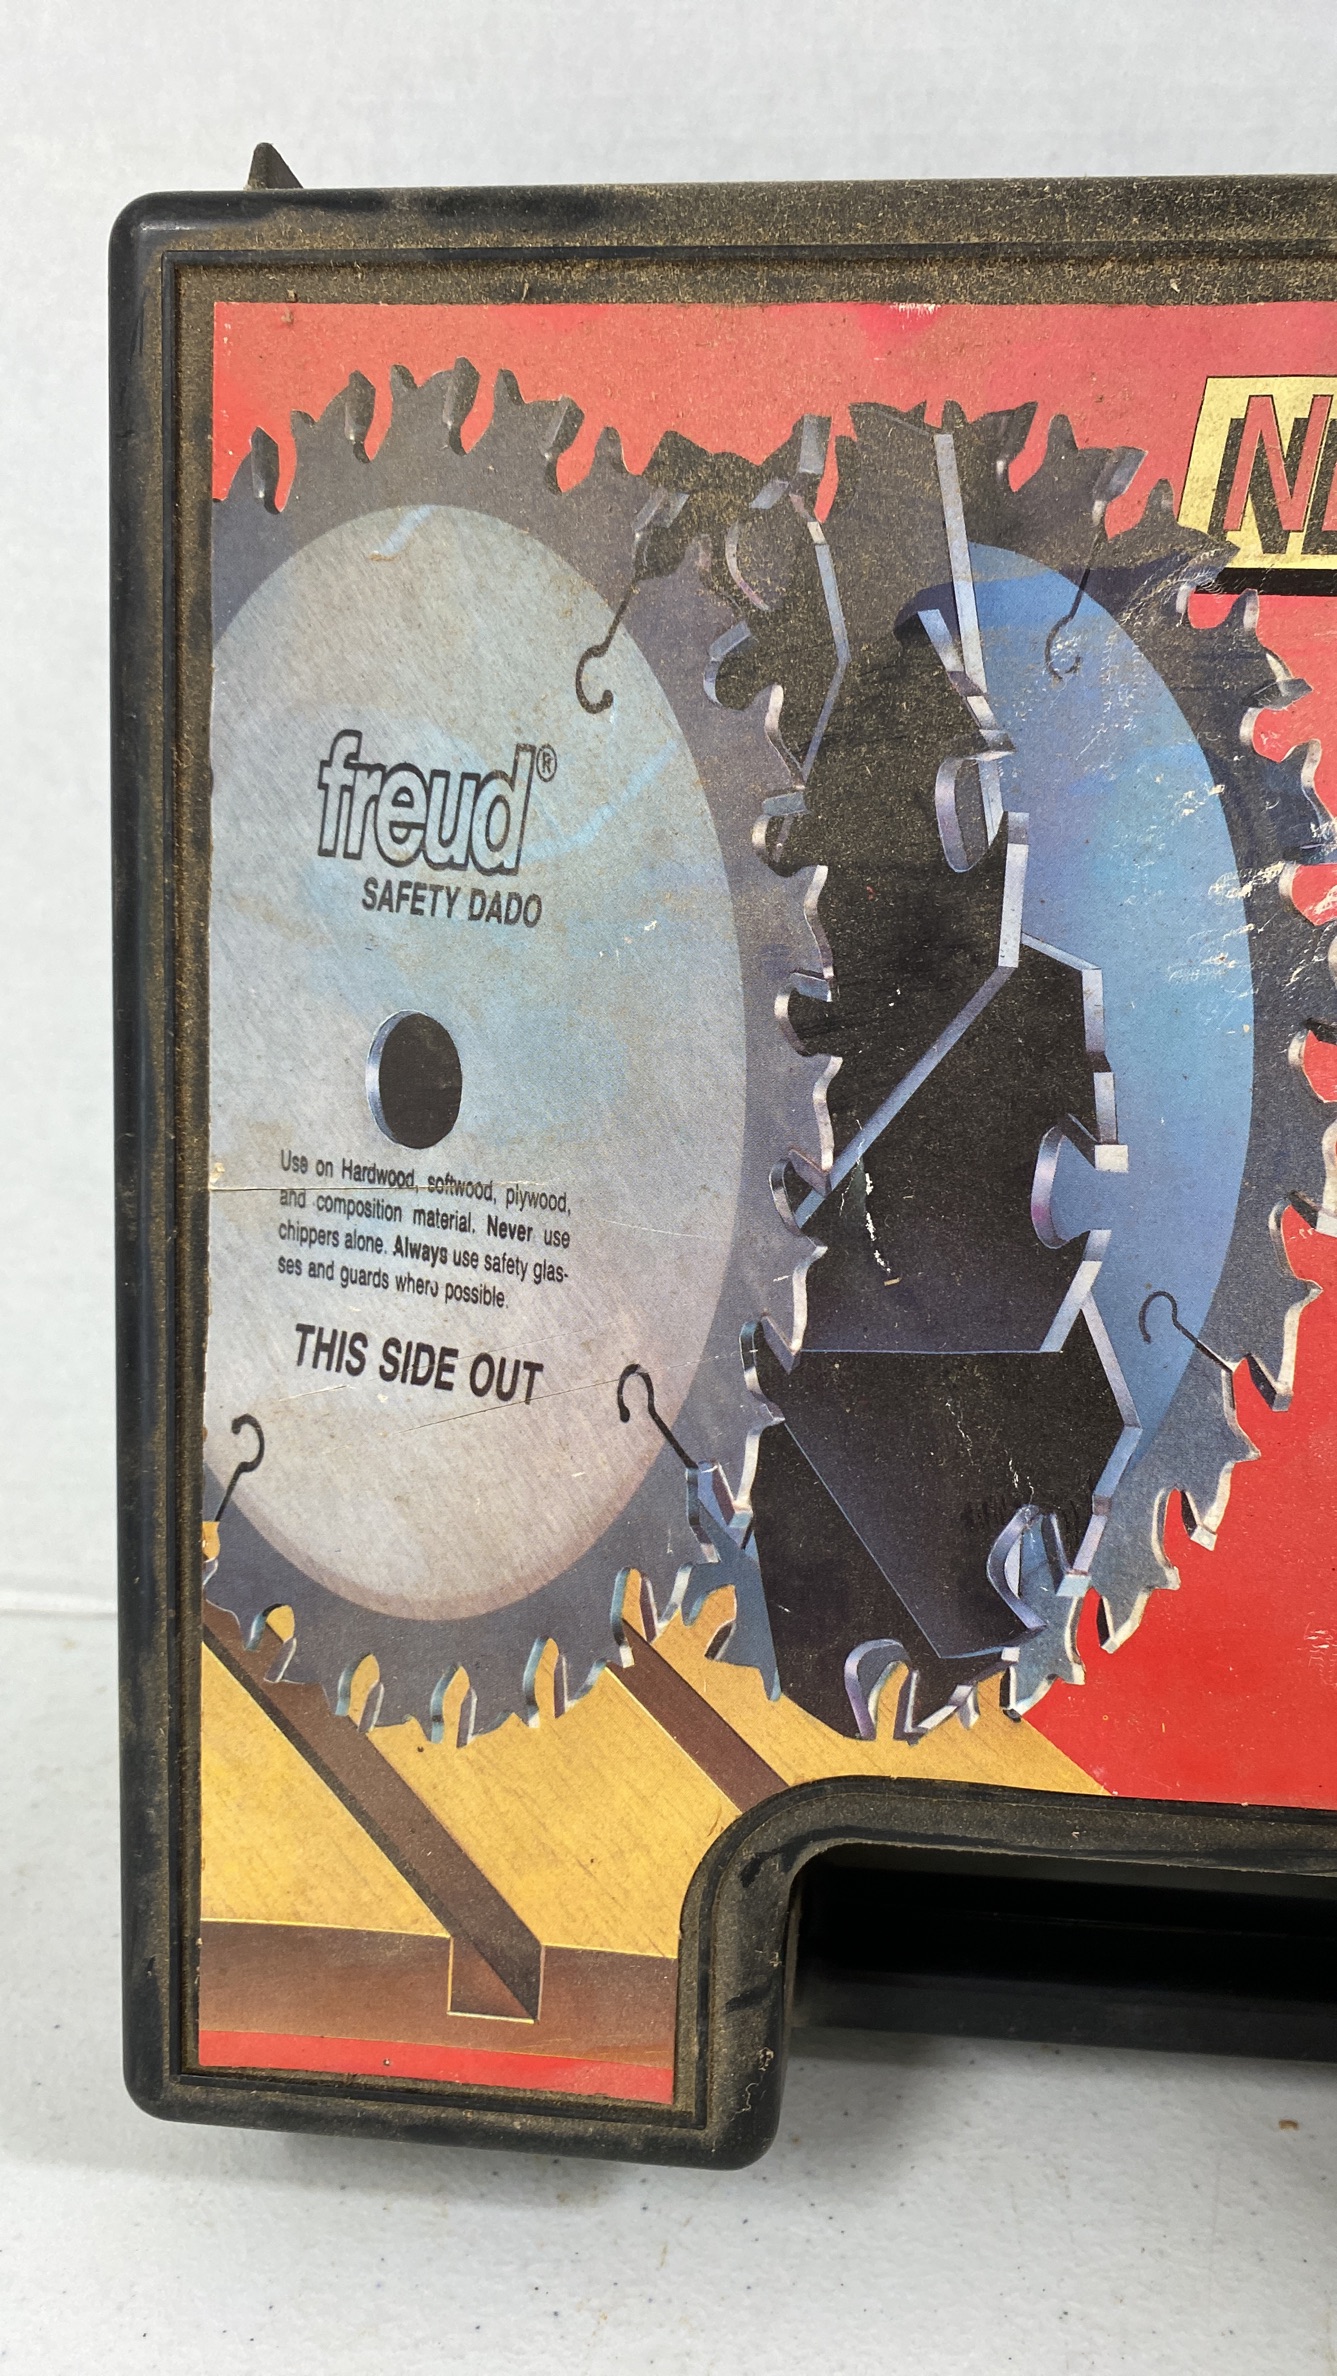 freud®
SAFETY DADO
Use on Hardwood, softwood, plywood,
and composition material. Never use
chippers alone. Always use safety glas-
ses and guards where possible.
THIS SIDE OUT